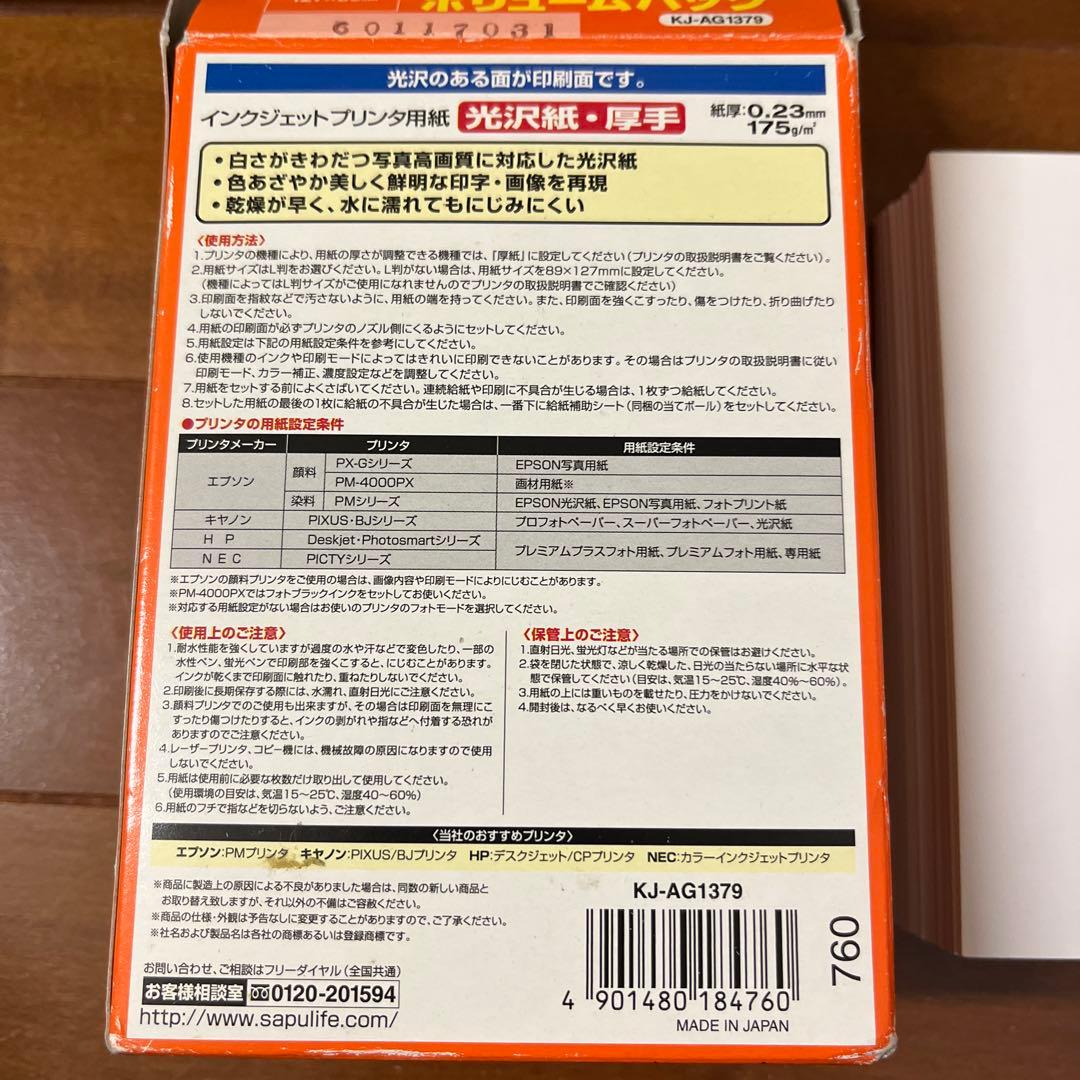 ボリュームパック
KJ-AG1379
60117031
光沢のある面が印刷面です。
インクジェットプリンタ用紙 光沢紙・厚手 紙厚:0.23mm
175g/㎡
・白さがきわだつ写真高画質に対応した光沢紙
・色あざやか美しく鮮明な印字・画像を再現
・乾燥が早く、水に濡れてもにじみにくい
〈使用方法〉
1.プリンタの機種により、用紙の厚さが調整できる機種では、「厚紙」に設定してください(プリンタの取扱説明書をご覧ください)。
2.用紙サイズはL判をお選びください。L判がない場合は、用紙サイズを89×127mmに設定してください。
(機種によってはL判サイズがご使用になれませんのでプリンタの取扱説明書でご確認ください)
3.印刷面を指紋などで汚さないように、用紙の端を持ってください。また、印刷面を強くこすったり、傷をつけたり、折り曲げたり
しないでください。
4.用紙の印刷面が必ずプリンタのノズル側にくるようにセットしてください。
5.用紙設定は下記の用紙設定条件を参考にしてください。
6.使用機種のインクや印刷モードによってはきれいに印刷できないことがあります。その場合はプリンタの取扱説明書に従い
印刷モード、カラー補正、濃度設定などを調整してください。
7.用紙をセットする前によくさばいてください。連続給紙や印刷に不具合が生じる場合は、1枚ずつ給紙してください。
8.セットした用紙の最後の1枚に給紙の不具合が生じた場合は、一番下に給紙補助シート(同梱の当てボール)をセットしてください。
●プリンタの用紙設定条件
プリンタメーカー プリンタ 用紙設定条件
エプソン 顔料 PX-Gシリーズ EPSON写真用紙
PM-4000PX 画材用紙※
染料 PMシリーズ EPSON光沢紙、EPSON写真用紙、フォトプリント紙
キヤノン PIXUS・BJシリーズ プロフォトペーパー、スーパーフォトペーパー、光沢紙
HP Deskjet・Photosmartシリーズ プレミアムプラスフォト用紙、プレミアムフォト用紙、専用紙
NEC PICTYシリーズ
※エプソンの顔料プリンタをご使用の場合は、画像内容や印刷モードによりにじむことがあります。
※PM-4000PXではフォトブラックインクをセットしてお使いください。
※対応する用紙設定がない場合はお使いのプリンタのフォトモードを選択してください。
〈使用上のご注意〉
1.耐水性能を強くしていますが過度の水や汗などで変色したり、一部の
水性ペン、蛍光ペンで印刷部を強くこすると、にじむことがあります。
インクが乾くまで印刷面に触れたり、重ねたりしないでください。
2.印刷後に長期保存する際には、水濡れ、直射日光にご注意ください。
3.顔料プリンタでのご使用も出来ますが、その場合は印刷面を無理にこ
すったり傷つけたりすると、インクの剥がれや指などへ付着する恐れが
ありますのでご注意ください。
4.レーザープリンタ、コピー機には、機械故障の原因になりますので使用
しないでください。
5.用紙は使用前に必要な枚数だけ取り出して使用してください。
(使用環境の目安は、気温15〜25℃、湿度40〜60%)
6.用紙のフチで指などを切らないよう、ご注意ください。
〈保管上のご注意〉
1.直射日光、蛍光灯などが当たる場所での保管はお避けください。
2.袋を閉じた状態で、涼しく乾燥した、日光の当たらない場所に水平な状
態で保管してください(目安は、気温15〜25℃、湿度40%〜60%)。
3.用紙の上には重いものを載せたり、圧力をかけないでください。
4.開封後は、なるべく早くお使いください。
〈当社のおすすめプリンタ〉
エプソン:PMプリンタ キヤノン:PIXUS/BJプリンタ HP:デスクジェット/CPプリンタ NEC:カラーインクジェットプリンタ
※商品に製造上の原因による不良がありました場合は、同数の新しい商品と
お取り替え致しますが、それ以外の不備はご容赦ください。
※商品の仕様・外観は予告なしに変更することがありますので、ご了承ください。
※社名および製品名は各社の商標あるいは登録商標です。
お問い合わせ、ご相談はフリーダイヤル(全国共通)
お客様相談室 0120-201594
http://www.sapulife.com/
KJ-AG1379
4 901480 184760
MADE IN JAPAN
760